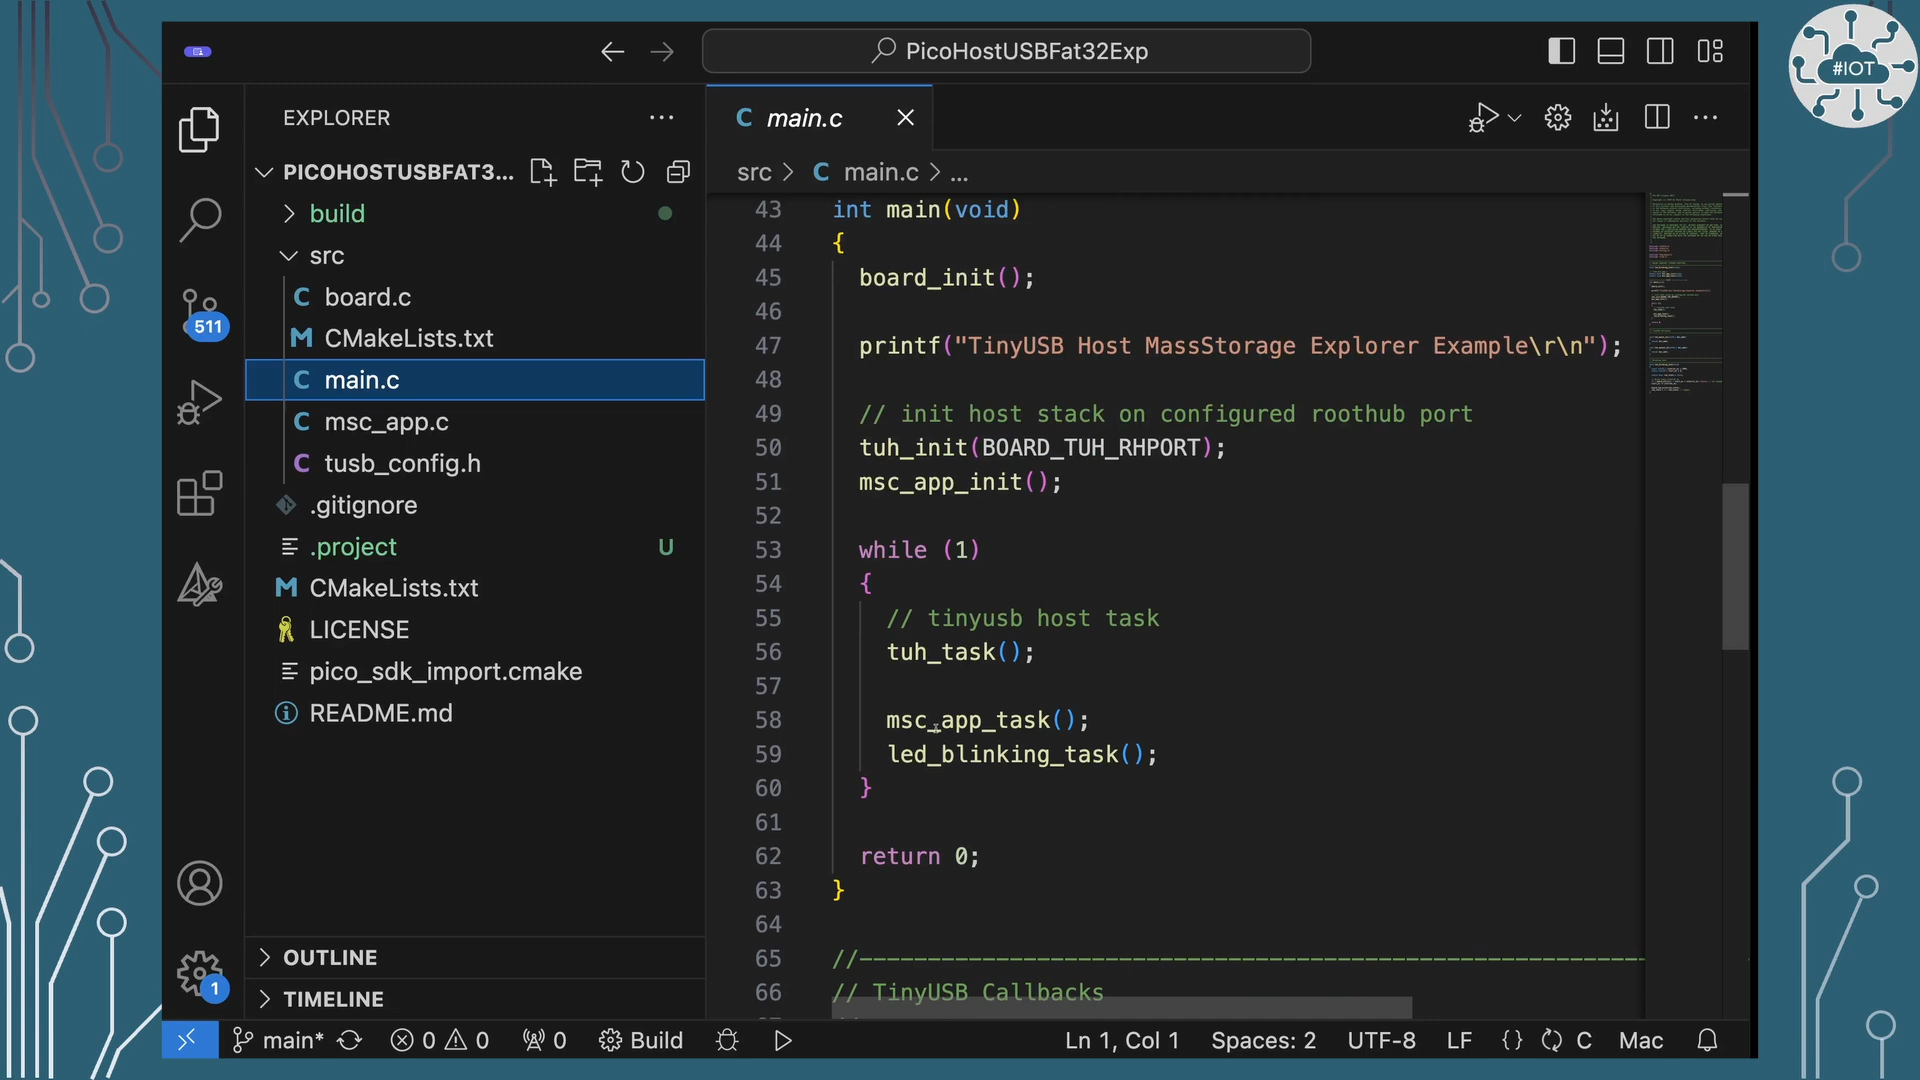 PicoHostUSBFat32Exp
#IOT
EXPLORER
PICOHOSTUSBFAT3...
build
src
C board.c
M CMakeLists.txt
C main.c
C msc_app.c
C tusb_config.h
.gitignore
.project U
M CMakeLists.txt
LICENSE
pico_sdk_import.cmake
README.md
OUTLINE
TIMELINE
511
1
C main.c
src > C main.c > ...
43 int main(void)
44 {
45 board_init();
46
47 printf("TinyUSB Host MassStorage Explorer Example\r\n");
48
49 // init host stack on configured roothub port
50 tuh_init(BOARD_TUH_RHPORT);
51 msc_app_init();
52
53 while (1)
54 {
55 // tinyusb host task
56 tuh_task();
57
58 msc_app_task();
59 led_blinking_task();
60 }
61
62 return 0;
63 }
64
65 //----------------------------------------------------------
66 // TinyUSB Callbacks
main* 0 0 0 Build Ln 1, Col 1 Spaces: 2 UTF-8 LF {} C Mac